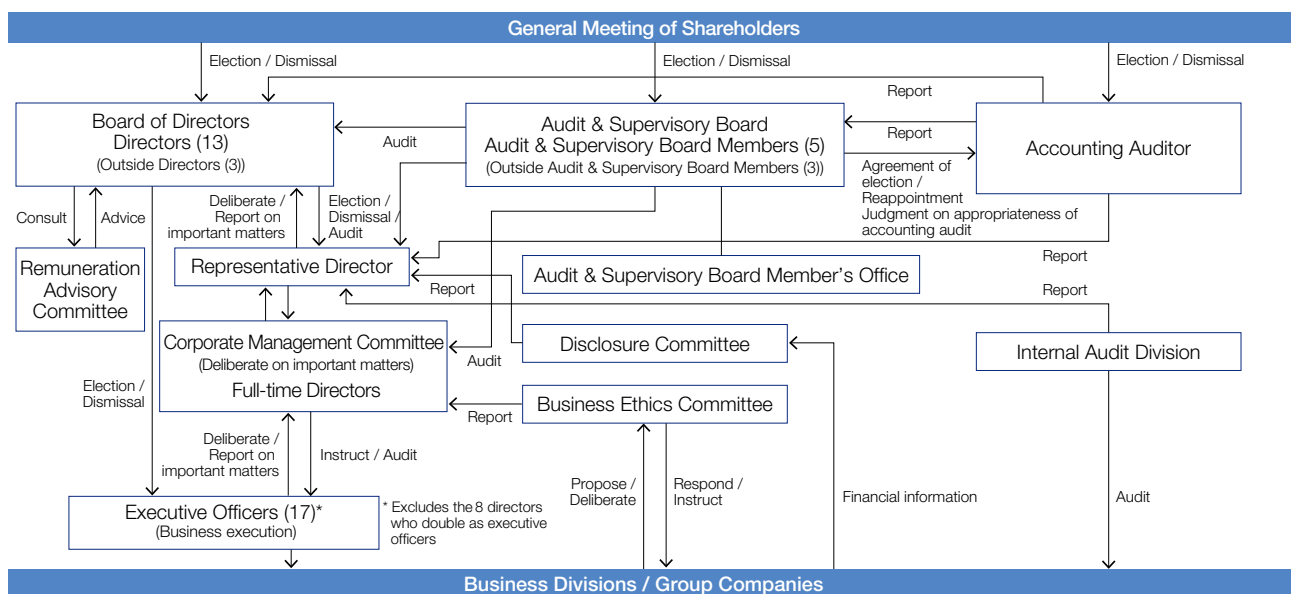 General Meeting of Shareholders
Election / Dismissal
Election / Dismissal
Election / Dismissal
Report
Board of Directors
Directors (13)
(Outside Directors (3))
Audit
Audit & Supervisory Board
Audit & Supervisory Board Members (5)
(Outside Audit & Supervisory Board Members (3))
Report
Accounting Auditor
Agreement of
election /
Reappointment
Judgment on appropriateness of
accounting audit
Consult
Advice
Deliberate /
Report on
important matters
Election /
Dismissal /
Audit
Report
Remuneration
Advisory
Committee
Representative Director
Report
Audit & Supervisory Board Member's Office
Report
Corporate Management Committee
(Deliberate on important matters)
Full-time Directors
Audit
Disclosure Committee
Internal Audit Division
Election /
Dismissal
Report
Business Ethics Committee
Deliberate /
Report on
important matters
Instruct / Audit
Propose /
Deliberate
Respond /
Instruct
Financial information
Audit
Executive Officers (17)*
(Business execution)
* Excludes the 8 directors
who double as executive
officers
Business Divisions / Group Companies